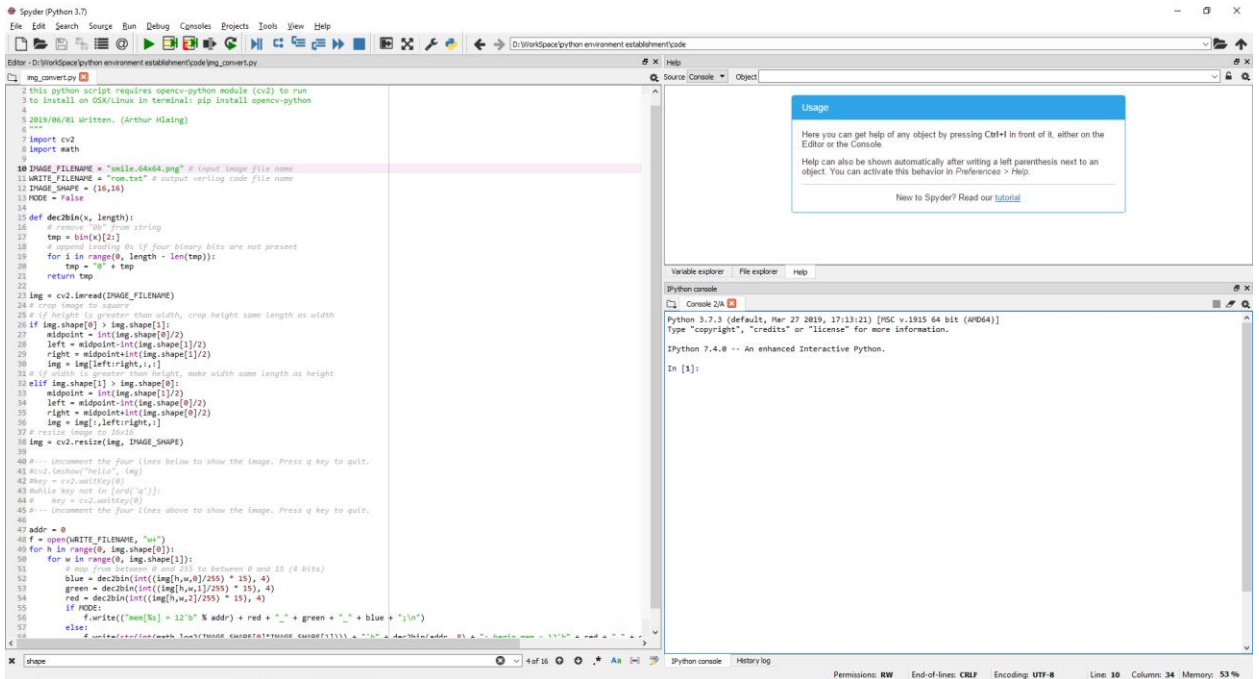 Spyder (Python 3.7)
File Edit Search Source Run Debug Consoles Projects Tools View Help
D:\WorkSpace\python environment establishment\code
Editor - D:\WorkSpace\python environment establishment\code\img_convert.py
img_convert.py
2 this python script requires opencv-python module (cv2) to run
3 to install on OSX/Linux in terminal: pip install opencv-python
4
5 2019/06/01 Written. (Arthur Hlaing)
6 """
7 import cv2
8 import math
9
10 IMAGE_FILENAME = "smile.64x64.png" # input image file name
11 WRITE_FILENAME = "rom.txt" # output verilog code file name
12 IMAGE_SHAPE = (16,16)
13 MODE = False
14
15 def dec2bin(x, length):
16     # remove "0b" from string
17     tmp = bin(x)[2:]
18     # append leading 0s if four binary bits are not present
19     for i in range(0, length - len(tmp)):
20         tmp = "0" + tmp
21     return tmp
22
23 img = cv2.imread(IMAGE_FILENAME)
24 # crop image to square
25 # if height is greater than width, crop height same length as width
26 if img.shape[0] > img.shape[1]:
27     midpoint = int(img.shape[0]/2)
28     left = midpoint-int(img.shape[1]/2)
29     right = midpoint+int(img.shape[1]/2)
30     img = img[left:right,:,:]
31 # if width is greater than height, make width same length as height
32 elif img.shape[1] > img.shape[0]:
33     midpoint = int(img.shape[1]/2)
34     left = midpoint-int(img.shape[0]/2)
35     right = midpoint+int(img.shape[0]/2)
36     img = img[:,left:right,:]
37 # resize image to 16x16
38 img = cv2.resize(img, IMAGE_SHAPE)
39
40 #--- Uncomment the four lines below to show the image. Press q key to quit.
41 #cv2.imshow("hello", img)
42 #key = cv2.waitKey(0)
43 #while key not in [ord('q')]:
44 #    key = cv2.waitKey(0)
45 #--- Uncomment the four lines above to show the image. Press q key to quit.
46
47 addr = 0
48 f = open(WRITE_FILENAME, "w+")
49 for h in range(0, img.shape[0]):
50     for w in range(0, img.shape[1]):
51         # map from between 0 and 255 to between 0 and 15 (4 bits)
52         blue = dec2bin(int((img[h,w,0]/255) * 15), 4)
53         green = dec2bin(int((img[h,w,1]/255) * 15), 4)
54         red = dec2bin(int((img[h,w,2]/255) * 15), 4)
55         if MODE:
56             f.write(("mem[%s] = 12'b" % addr) + red + "_" + green + "_" + blue + ";\n")
57         else:
shape
4 of 16
Aa
Help
Source Console Object
Usage
Here you can get help of any object by pressing Ctrl+I in front of it, either on the
Editor or the Console.
Help can also be shown automatically after writing a left parenthesis next to an
object. You can activate this behavior in Preferences > Help.
New to Spyder? Read our tutorial
Variable explorer File explorer Help
IPython console
Console 2/A
Python 3.7.3 (default, Mar 27 2019, 17:13:21) [MSC v.1915 64 bit (AMD64)]
Type "copyright", "credits" or "license" for more information.
IPython 7.4.0 -- An enhanced Interactive Python.
In [1]:
IPython console History log
Permissions: RW End-of-lines: CRLF Encoding: UTF-8 Line: 10 Column: 34 Memory: 53 %